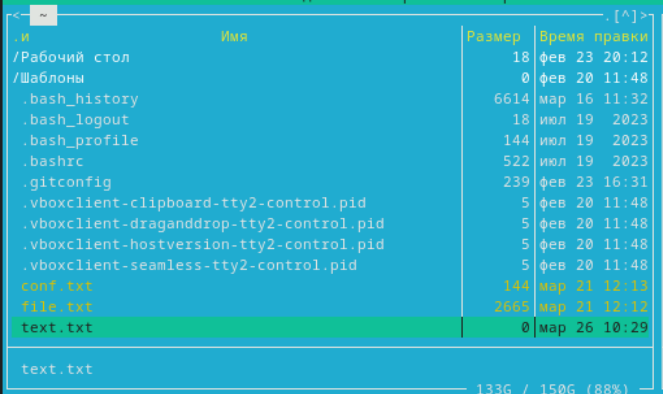 <─ ~ ─.[^]>
.и Имя Размер Время правки
/Рабочий стол 18 фев 23 20:12
/Шаблоны 0 фев 20 11:48
.bash_history 6614 мар 16 11:32
.bash_logout 18 июл 19 2023
.bash_profile 144 июл 19 2023
.bashrc 522 июл 19 2023
.gitconfig 239 фев 23 16:31
.vboxclient-clipboard-tty2-control.pid 5 фев 20 11:48
.vboxclient-draganddrop-tty2-control.pid 5 фев 20 11:48
.vboxclient-hostversion-tty2-control.pid 5 фев 20 11:48
.vboxclient-seamless-tty2-control.pid 5 фев 20 11:48
conf.txt 144 мар 21 12:13
file.txt 2665 мар 21 12:12
text.txt 0 мар 26 10:29
text.txt
133G / 150G (88%)